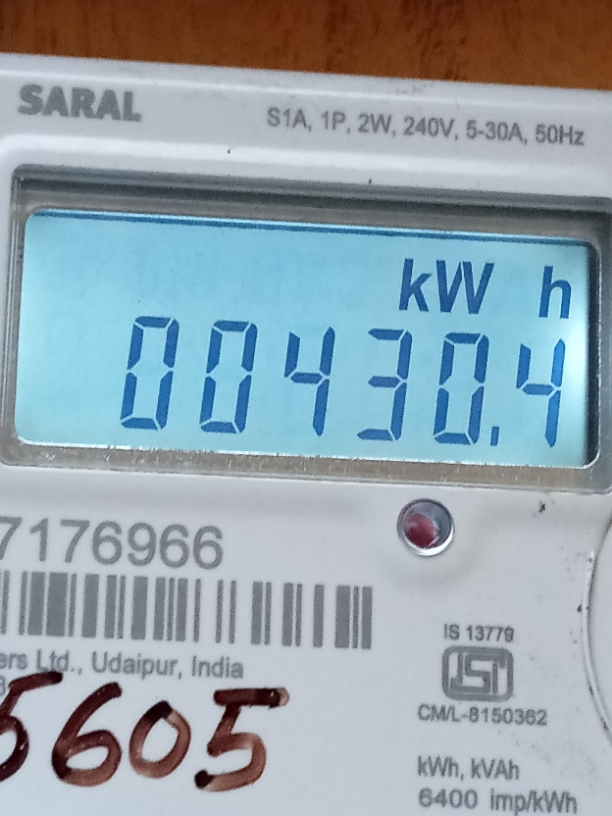 SARAL
S1A, 1P, 2W, 240V, 5-30A, 50Hz
kW h
00430.4
7176966
IS 13779
ers Ltd., Udaipur, India
ISI
CM/L-8150362
5605
kWh, kVAh
6400 imp/kWh